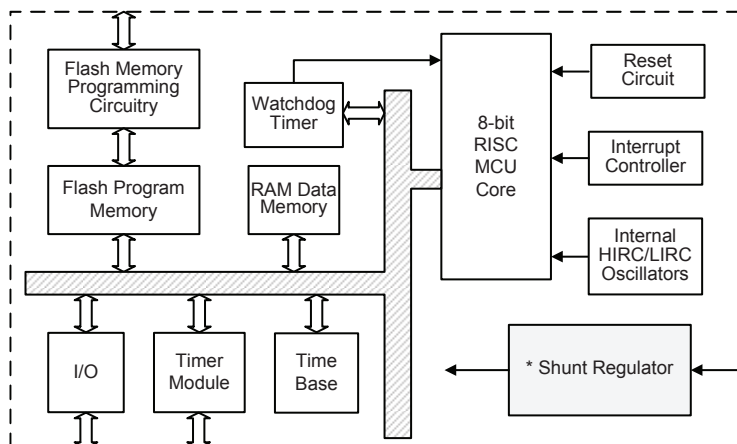 Flash Memory
Programming
Circuitry
Watchdog
Timer
8-bit
RISC
MCU
Core
Reset
Circuit
Flash Program
Memory
RAM Data
Memory
Interrupt
Controller
Internal
HIRC/LIRC
Oscillators
I/O
Timer
Module
Time
Base
* Shunt Regulator